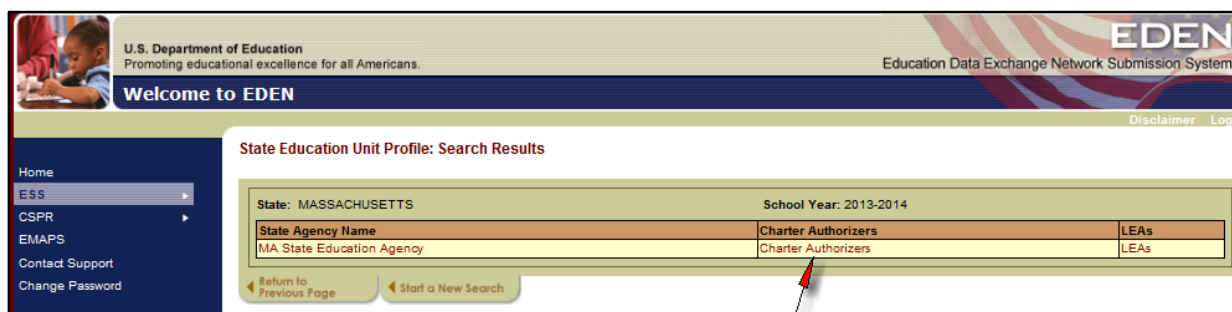 U.S. Department of Education
Promoting educational excellence for all Americans.
EDEN
Education Data Exchange Network Submission System
Welcome to EDEN
Disclaimer Log
Home
ESS
CSPR
EMAPS
Contact Support
Change Password
State Education Unit Profile: Search Results
State: MASSACHUSETTS School Year: 2013-2014
State Agency Name Charter Authorizers LEAs
MA State Education Agency Charter Authorizers LEAs
Return to
Previous Page
Start a New Search